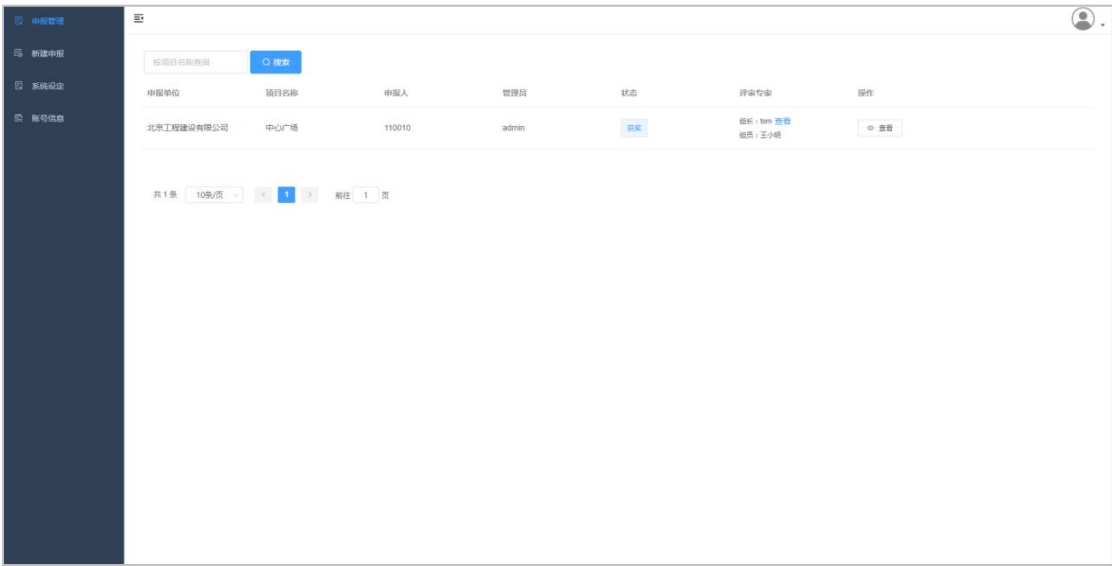 申报管理
新建申报
系统设定
账号信息
按项目名称查询 搜索
申报单位 项目名称 申报人 管理员 状态 评审专家 操作
北京工程建设有限公司 中心广场 110010 admin 获奖 组长：tom 查看 查看
组员：王小明
共 1 条 10条/页 1 前往 1 页